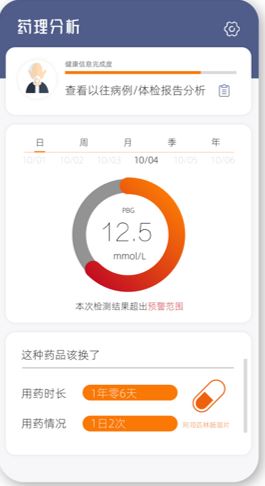 药理分析
健康信息完成度
查看以往病例/体检报告分析
日 周 月 季 年
10/01 10/02 10/03 10/04 10/05 10/06
PBG
12.5
mmol/L
本次检测结果超出预警范围
这种药品该换了
用药时长 1年零6天
用药情况 1日2次
阿司匹林肠溶片